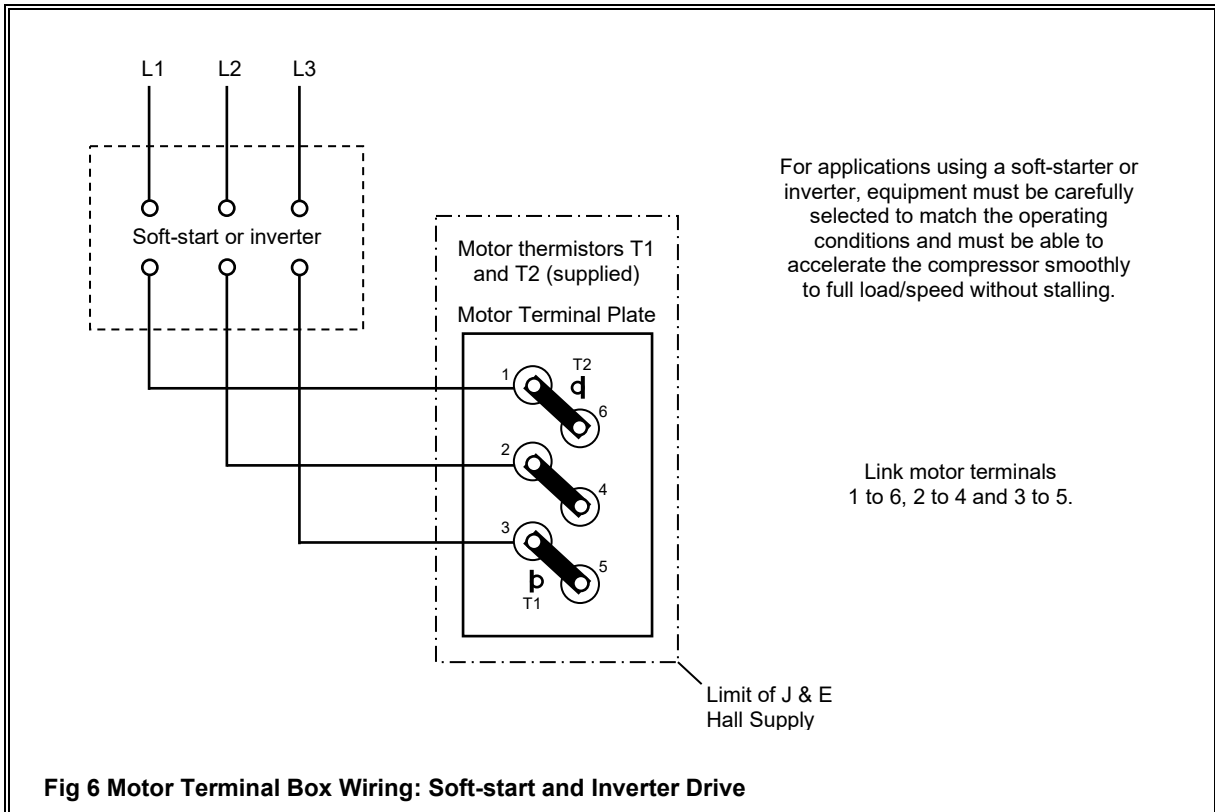 L1 L2 L3
Soft-start or inverter
Motor thermistors T1
and T2 (supplied)
Motor Terminal Plate
1
T2
6
2
4
3
5
T1
For applications using a soft-starter or
inverter, equipment must be carefully
selected to match the operating
conditions and must be able to
accelerate the compressor smoothly
to full load/speed without stalling.
Link motor terminals
1 to 6, 2 to 4 and 3 to 5.
Limit of J & E
Hall Supply
Fig 6 Motor Terminal Box Wiring: Soft-start and Inverter Drive